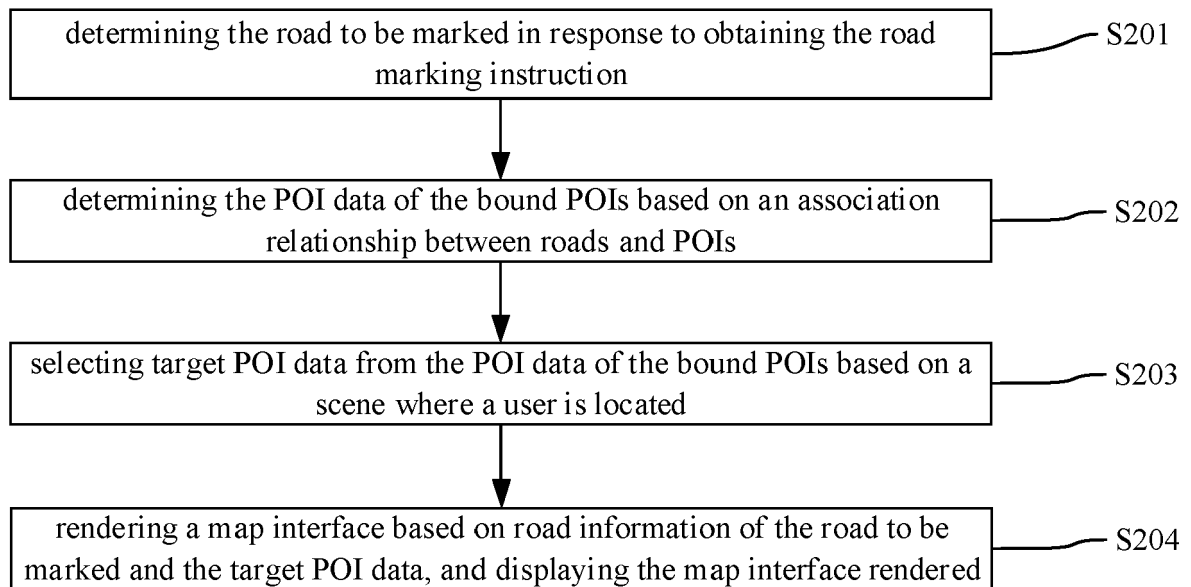 determining the road to be marked in response to obtaining the road
marking instruction
S201
determining the POI data of the bound POIs based on an association
relationship between roads and POIs
S202
selecting target POI data from the POI data of the bound POIs based on a
scene where a user is located
S203
rendering a map interface based on road information of the road to be
marked and the target POI data, and displaying the map interface rendered
S204